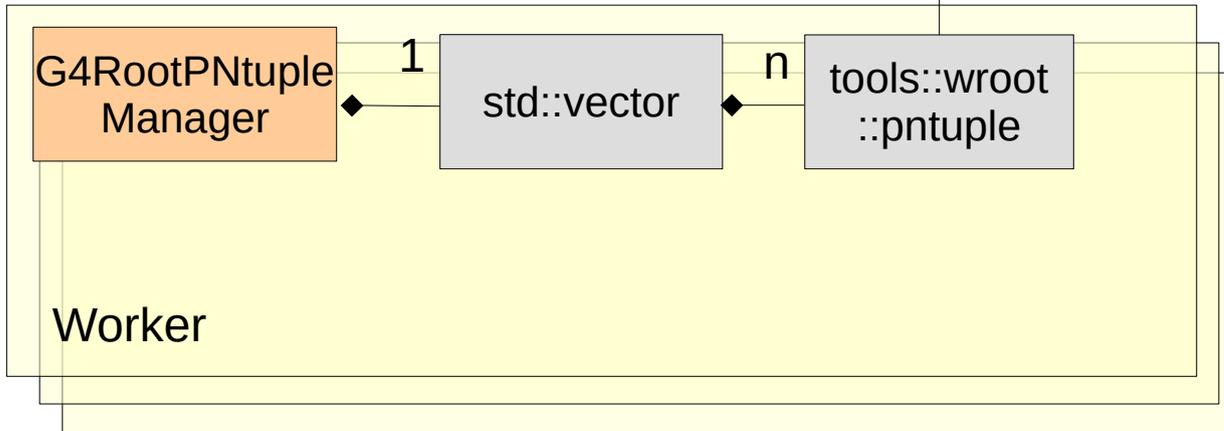 G4RootPNtuple
Manager
1
std::vector
n
tools::wroot
::pntuple
Worker